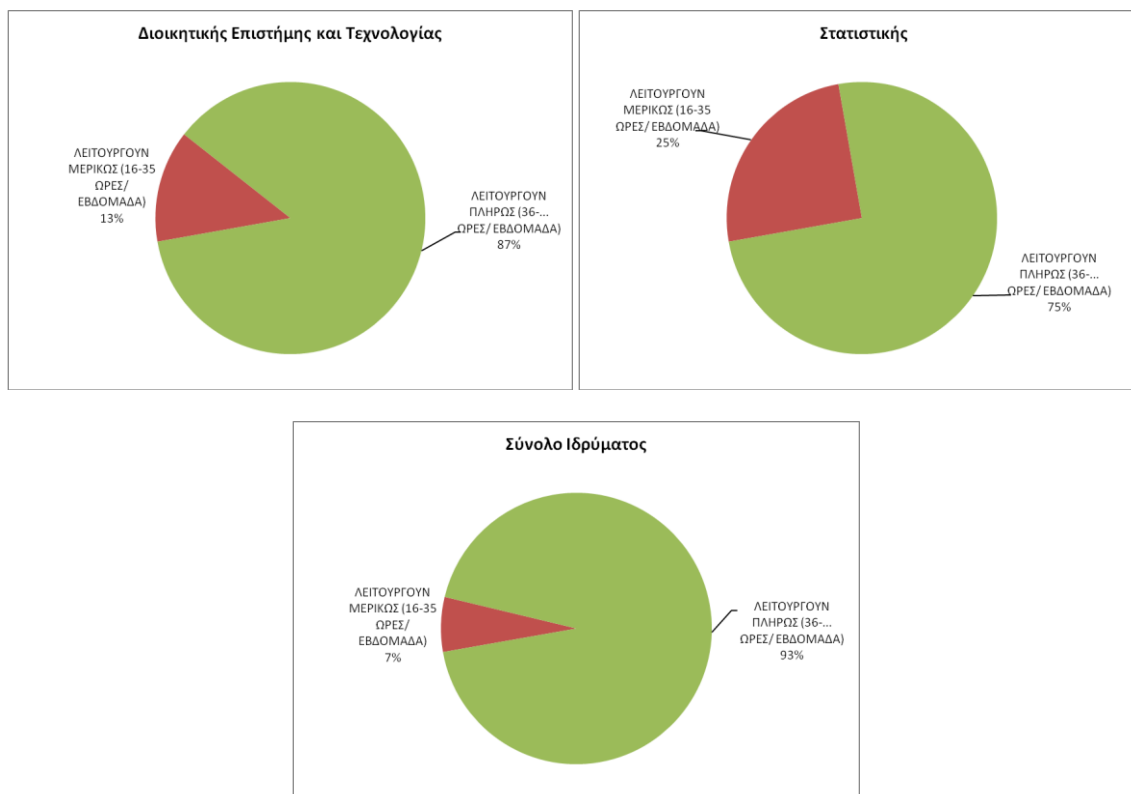 Διοικητικής Επιστήμης και Τεχνολογίας
ΛΕΙΤΟΥΡΓΟΥΝ
ΜΕΡΙΚΩΣ (16-35
ΩΡΕΣ/
ΕΒΔΟΜΑΔΑ)
13%
ΛΕΙΤΟΥΡΓΟΥΝ
ΠΛΗΡΩΣ (36-...
ΩΡΕΣ/ ΕΒΔΟΜΑΔΑ)
87%
Στατιστικής
ΛΕΙΤΟΥΡΓΟΥΝ
ΜΕΡΙΚΩΣ (16-35
ΩΡΕΣ/ ΕΒΔΟΜΑΔΑ)
25%
ΛΕΙΤΟΥΡΓΟΥΝ
ΠΛΗΡΩΣ (36-...
ΩΡΕΣ/ ΕΒΔΟΜΑΔΑ)
75%
Σύνολο Ιδρύματος
ΛΕΙΤΟΥΡΓΟΥΝ
ΜΕΡΙΚΩΣ (16-35
ΩΡΕΣ/
ΕΒΔΟΜΑΔΑ)
7%
ΛΕΙΤΟΥΡΓΟΥΝ
ΠΛΗΡΩΣ (36-...
ΩΡΕΣ/ ΕΒΔΟΜΑΔΑ)
93%